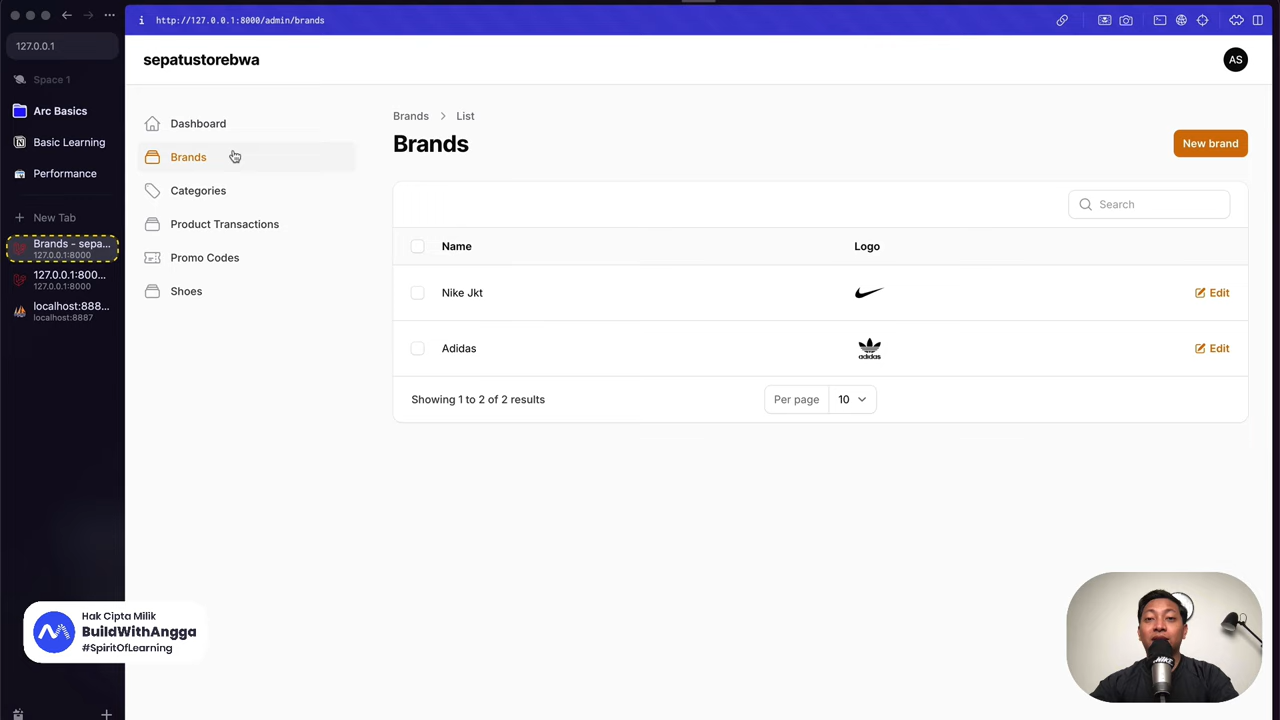 http://127.0.0.1:8000/admin/brands
127.0.0.1
Space 1
Arc Basics
Basic Learning
Performance
New Tab
Brands - sepa...
127.0.0.1:8000
127.0.0.1:800...
127.0.0.1:8000
localhost:888...
localhost:8887
sepatustorebwa
AS
Dashboard
Brands
Categories
Product Transactions
Promo Codes
Shoes
Brands > List
Brands
New brand
Search
Name Logo
Nike Jkt Edit
Adidas adidas Edit
Showing 1 to 2 of 2 results
Per page 10
Hak Cipta Milik
BuildWithAngga
#SpiritOfLearning
NIKE